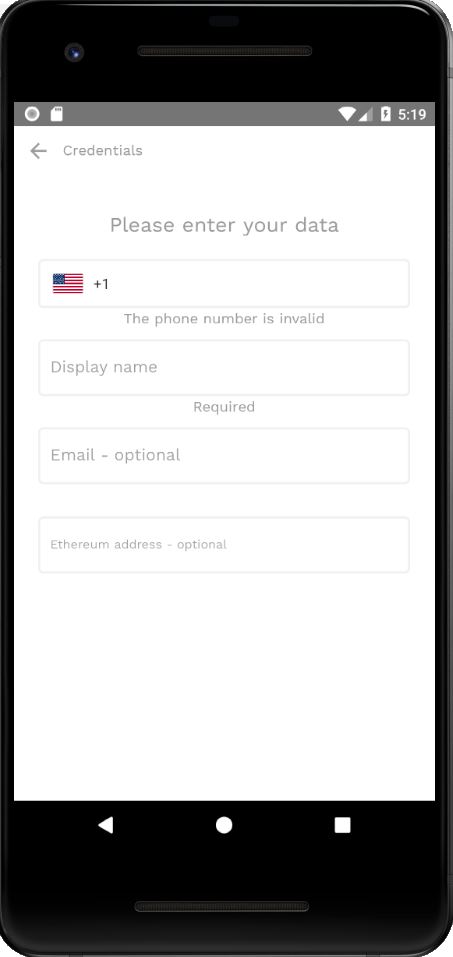 5:19
Credentials
Please enter your data
+1
The phone number is invalid
Display name
Required
Email - optional
Ethereum address - optional